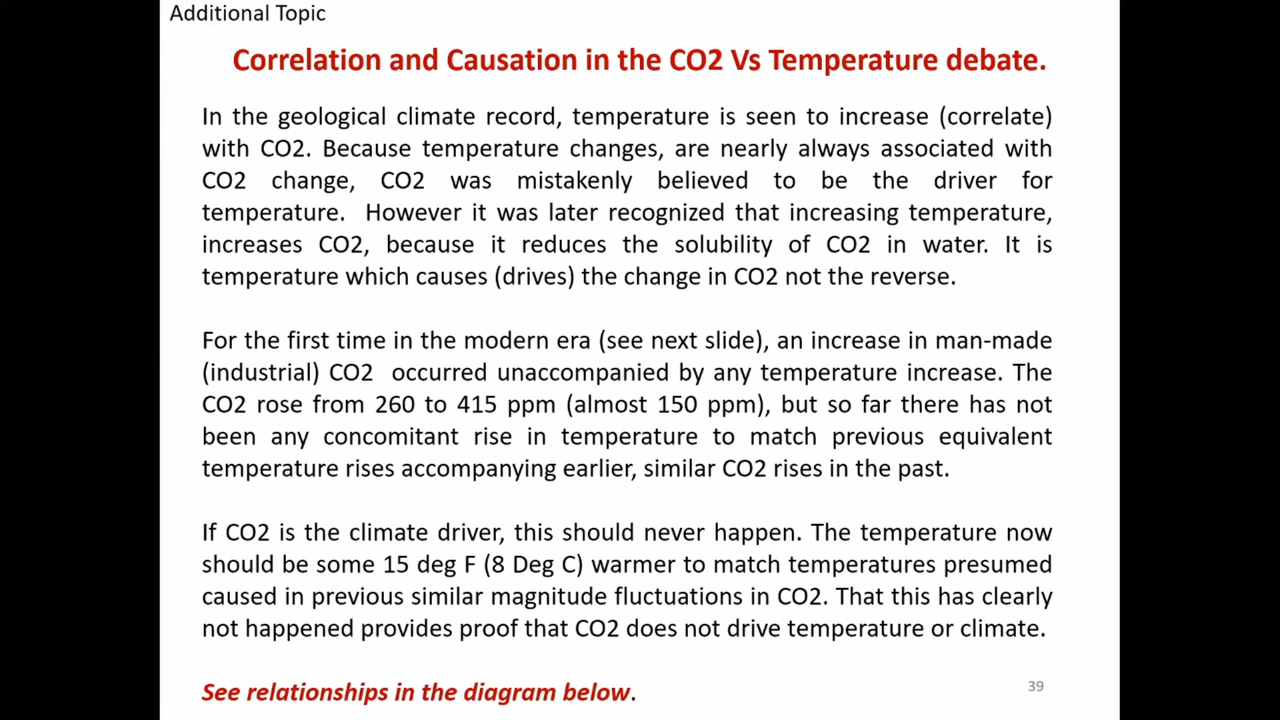 Additional Topic
Correlation and Causation in the CO2 Vs Temperature debate.
In the geological climate record, temperature is seen to increase (correlate)
with CO2. Because temperature changes, are nearly always associated with
CO2 change, CO2 was mistakenly believed to be the driver for
temperature. However it was later recognized that increasing temperature,
increases CO2, because it reduces the solubility of CO2 in water. It is
temperature which causes (drives) the change in CO2 not the reverse.
For the first time in the modern era (see next slide), an increase in man-made
(industrial) CO2 occurred unaccompanied by any temperature increase. The
CO2 rose from 260 to 415 ppm (almost 150 ppm), but so far there has not
been any concomitant rise in temperature to match previous equivalent
temperature rises accompanying earlier, similar CO2 rises in the past.
If CO2 is the climate driver, this should never happen. The temperature now
should be some 15 deg F (8 Deg C) warmer to match temperatures presumed
caused in previous similar magnitude fluctuations in CO2. That this has clearly
not happened provides proof that CO2 does not drive temperature or climate.
See relationships in the diagram below.
39